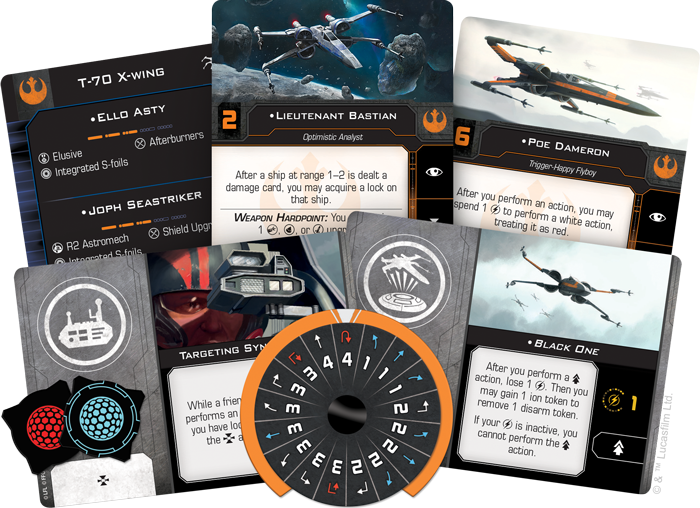 T-70 X-wing
•Ello Asty
Elusive
Afterburners
Integrated S-foils
•Joph Seastriker
R2 Astromech
Shield Upgr
Integrated S-foils
2
•Lieutenant Bastian
Optimistic Analyst
After a ship at range 1–2 is dealt a
damage card, you may acquire a lock on
that ship.
Weapon Hardpoint: You
1 , , or
6
•Poe Dameron
Trigger-Happy Flyboy
After you perform an action, you may
spend 1 to perform a white action,
treating it as red.
Targeting Syn
While a frien
performs an
you have loc
the a
•Black One
After you perform a
action, lose 1 . Then you
may gain 1 ion token to
remove 1 disarm token.
If your is inactive, you
cannot perform the
action.
1
3 3 3 3 3 4 4 1 1 1 2 2 2 2 2
© & ™ Lucasfilm Ltd.